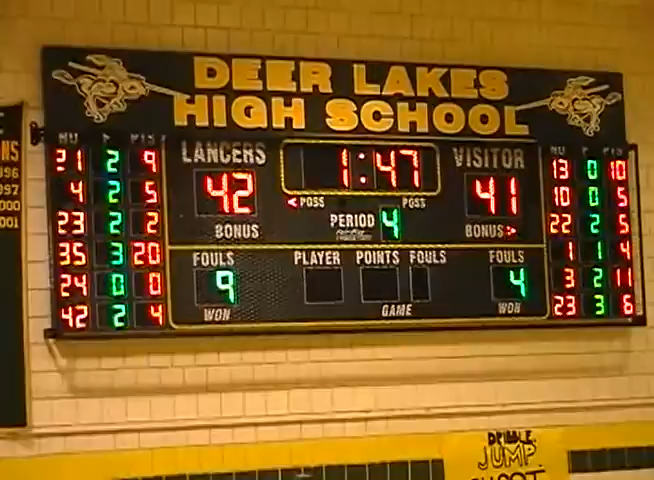 DEER LAKES
HIGH SCHOOL
LANCERS 1:47 VISITOR
42 41
POSS POSS
PERIOD 4
BONUS BONUS
FOULS PLAYER POINTS FOULS FOULS
9 4
WON GAME WON
PTS
21 2 9
4 2 5
23 2 2
35 3 20
24 0 0
42 2 4
13 0 10
10 0 5
22 2 5
1 1 4
3 2 11
23 3 6
DRIBBLE
JUMP